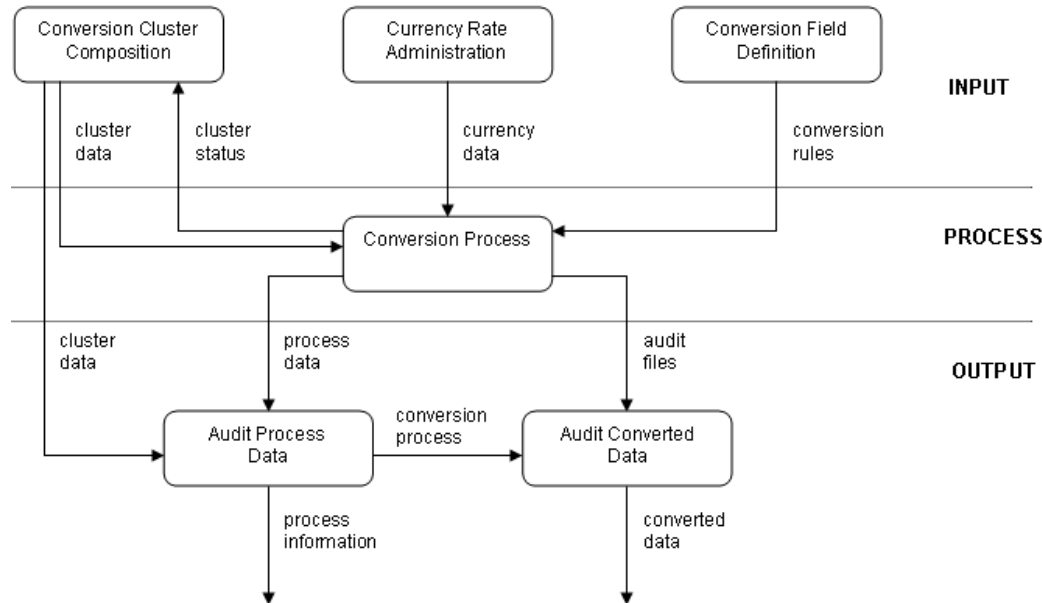 Conversion Cluster
Composition
Currency Rate
Administration
Conversion Field
Definition
INPUT
cluster
data
cluster
status
currency
data
conversion
rules
Conversion Process
PROCESS
cluster
data
process
data
audit
files
OUTPUT
Audit Process
Data
conversion
process
Audit Converted
Data
process
information
converted
data